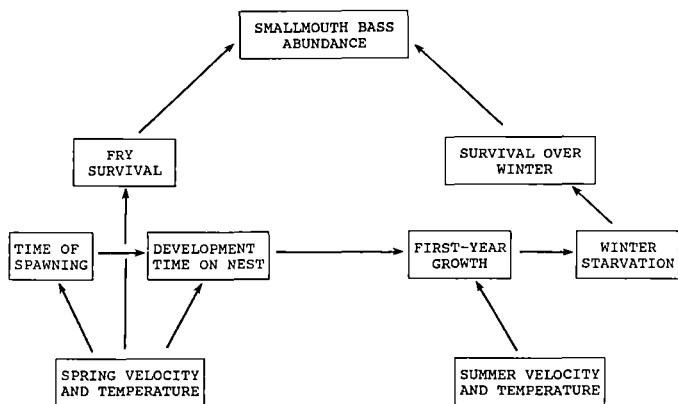 SMALLMOUTH BASS
ABUNDANCE
FRY
SURVIVAL
SURVIVAL OVER
WINTER
TIME OF
SPAWNING
DEVELOPMENT
TIME ON NEST
FIRST-YEAR
GROWTH
WINTER
STARVATION
SPRING VELOCITY
AND TEMPERATURE
SUMMER VELOCITY
AND TEMPERATURE